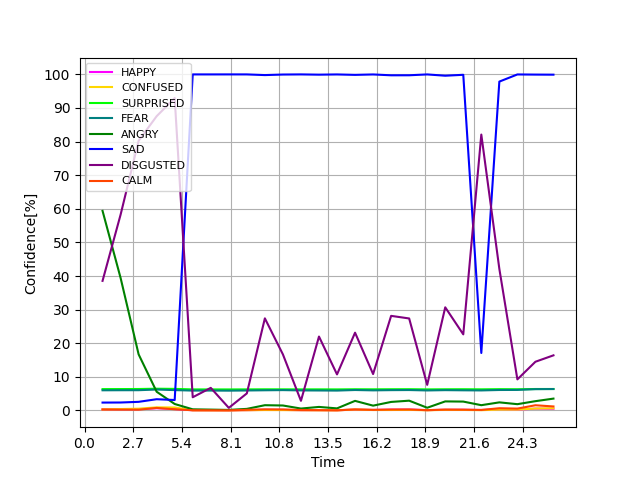 HAPPY
CONFUSED
SURPRISED
FEAR
ANGRY
SAD
DISGUSTED
CALM
Confidence[%]
100
90
80
70
60
50
40
30
20
10
0
0.0 2.7 5.4 8.1 10.8 13.5 16.2 18.9 21.6 24.3
Time